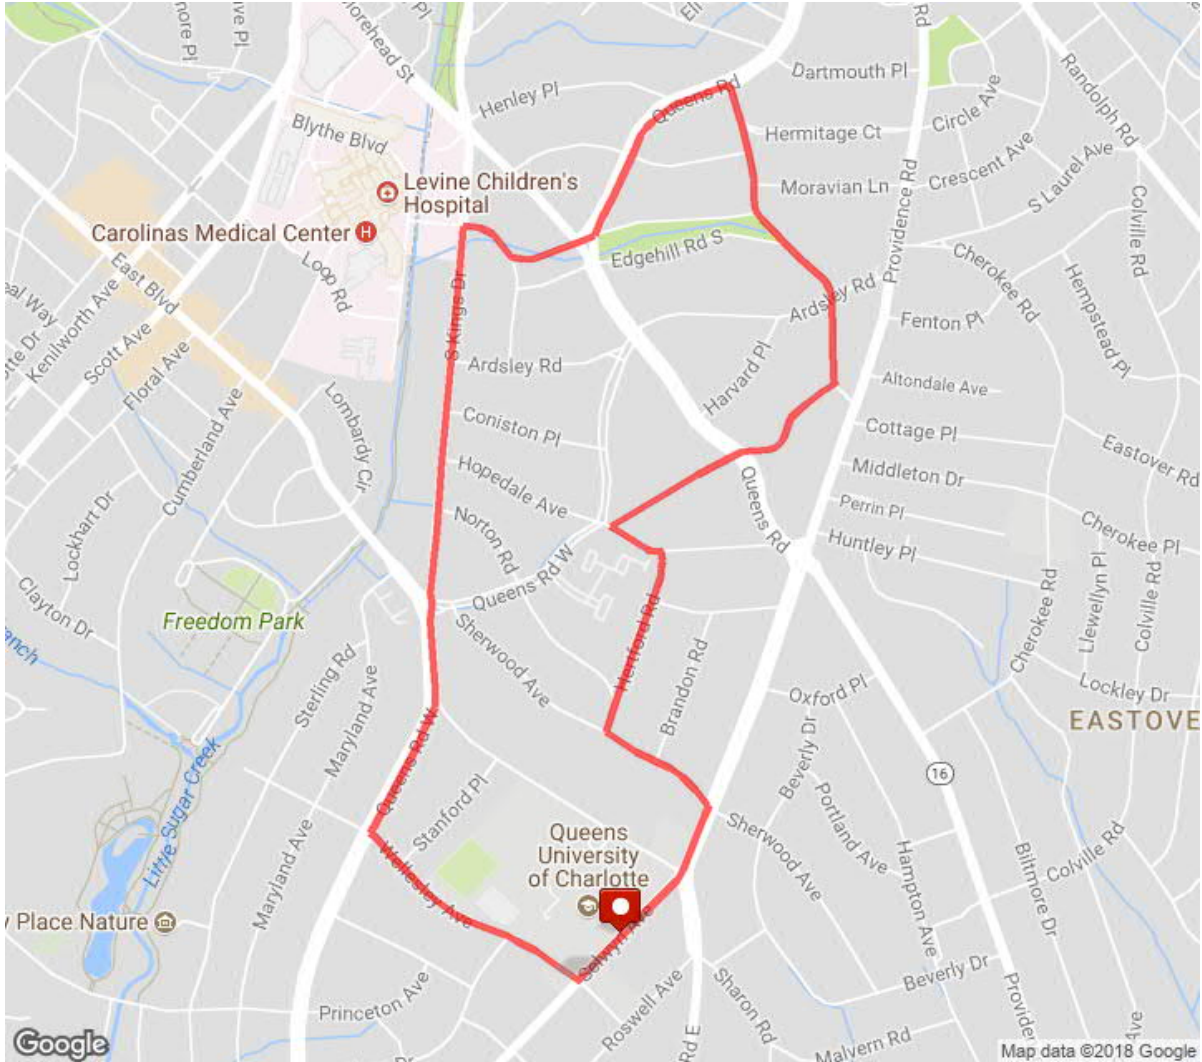 Morehead St
Dartmouth Pl
Rd
Randolph Rd
Henley Pl
Queens Rd
Hermitage Ct
Circle Ave
Blythe Blvd
Crescent Ave
S Laurel Ave
Levine Children's
Hospital
Moravian Ln
Colville Rd
Carolinas Medical Center
H
Edgehill Rd S
Providence Rd
Cherokee Rd
Loop Rd
East Blvd
Kenilworth Ave
Scott Ave
Floral Ave
S Kings Dr
Ardsley Rd
Hempstead Pl
Fenton Pl
Ardsley Rd
Harvard Pl
Altondale Ave
Cumberland Ave
Lombardy Cir
Coniston Pl
Cottage Pl
Eastover Rd
Hopedale Ave
Middleton Dr
Lockhart Dr
Norton Rd
Queens Rd
Perrin Pl
Cherokee Pl
Huntley Pl
Clayton Dr
Queens Rd W
Freedom Park
Llewellyn Pl
Colville Rd
Cherokee Rd
Sherwood Ave
Hertford Rd
Brandon Rd
Sterling Rd
Maryland Ave
Oxford Pl
Lockley Dr
EASTOVE
Beverly Dr
Queens Rd W
Little Sugar Creek
16
Stanford Pl
Portland Ave
Sherwood Ave
Queens
University
of Charlotte
Hampton Ave
Biltmore Dr
Colville Rd
Maryland Ave
Wellesley Ave
Selwyn Ave
y Place Nature
Princeton Ave
Roswell Ave
Sharon Rd
Beverly Dr
Queens Rd E
Malvern Rd
Google
Map data ©2018 Google